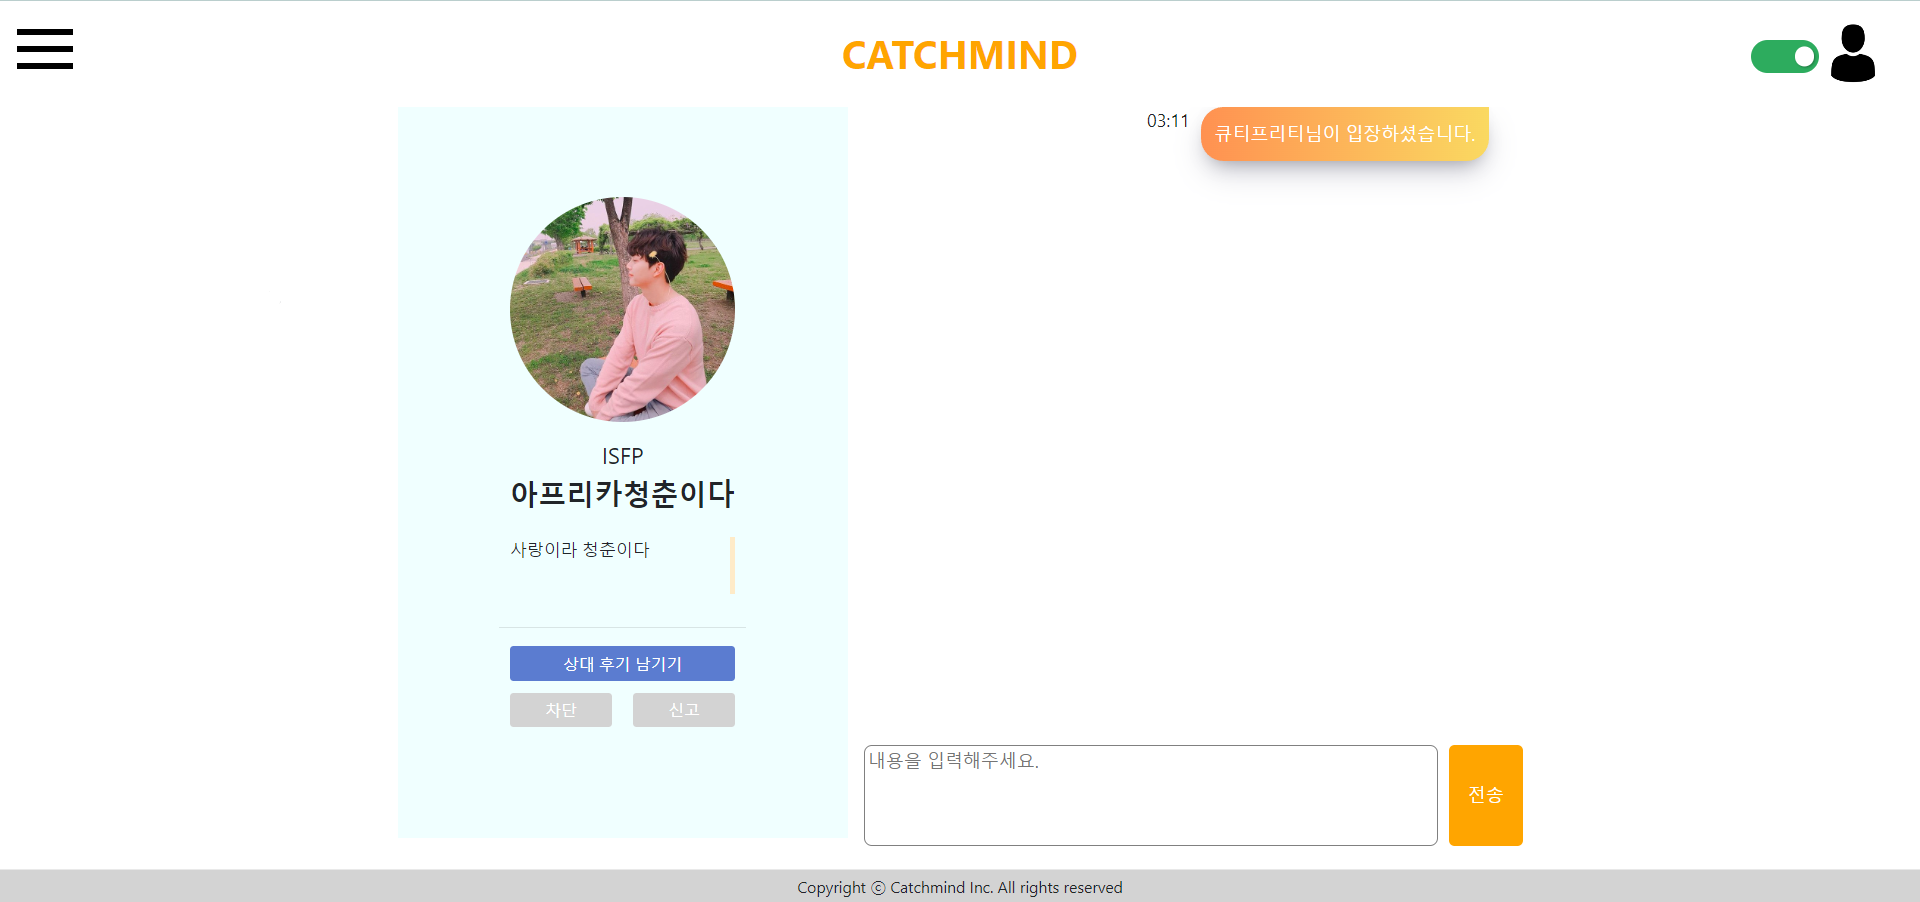 CATCHMIND
03:11
큐티프리티님이 입장하셨습니다.
ISFP
아프리카청춘이다
사랑이라 청춘이다
상대 후기 남기기
차단
신고
내용을 입력해주세요.
전송
Copyright ⓒ Catchmind Inc. All rights reserved